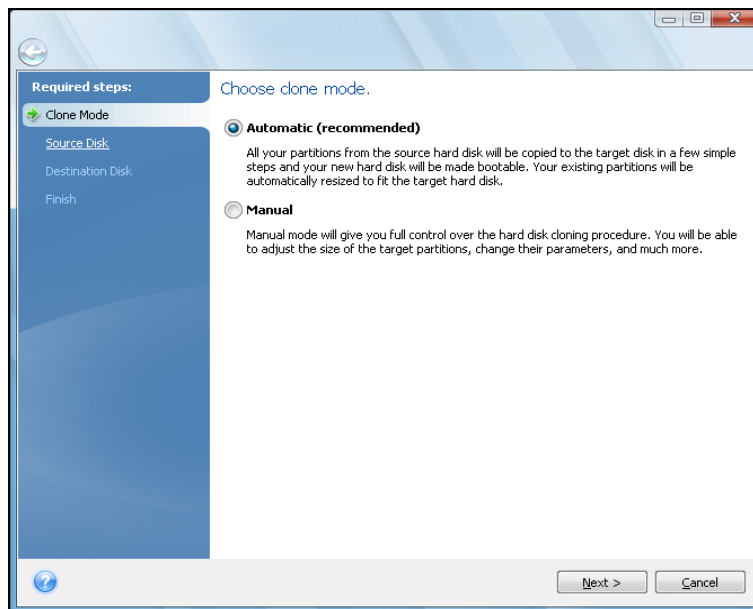 Required steps:
Clone Mode
Source Disk
Destination Disk
Finish
Choose clone mode.
Automatic (recommended)
All your partitions from the source hard disk will be copied to the target disk in a few simple
steps and your new hard disk will be made bootable. Your existing partitions will be
automatically resized to fit the target hard disk.
Manual
Manual mode will give you full control over the hard disk cloning procedure. You will be able
to adjust the size of the target partitions, change their parameters, and much more.
Next >
Cancel